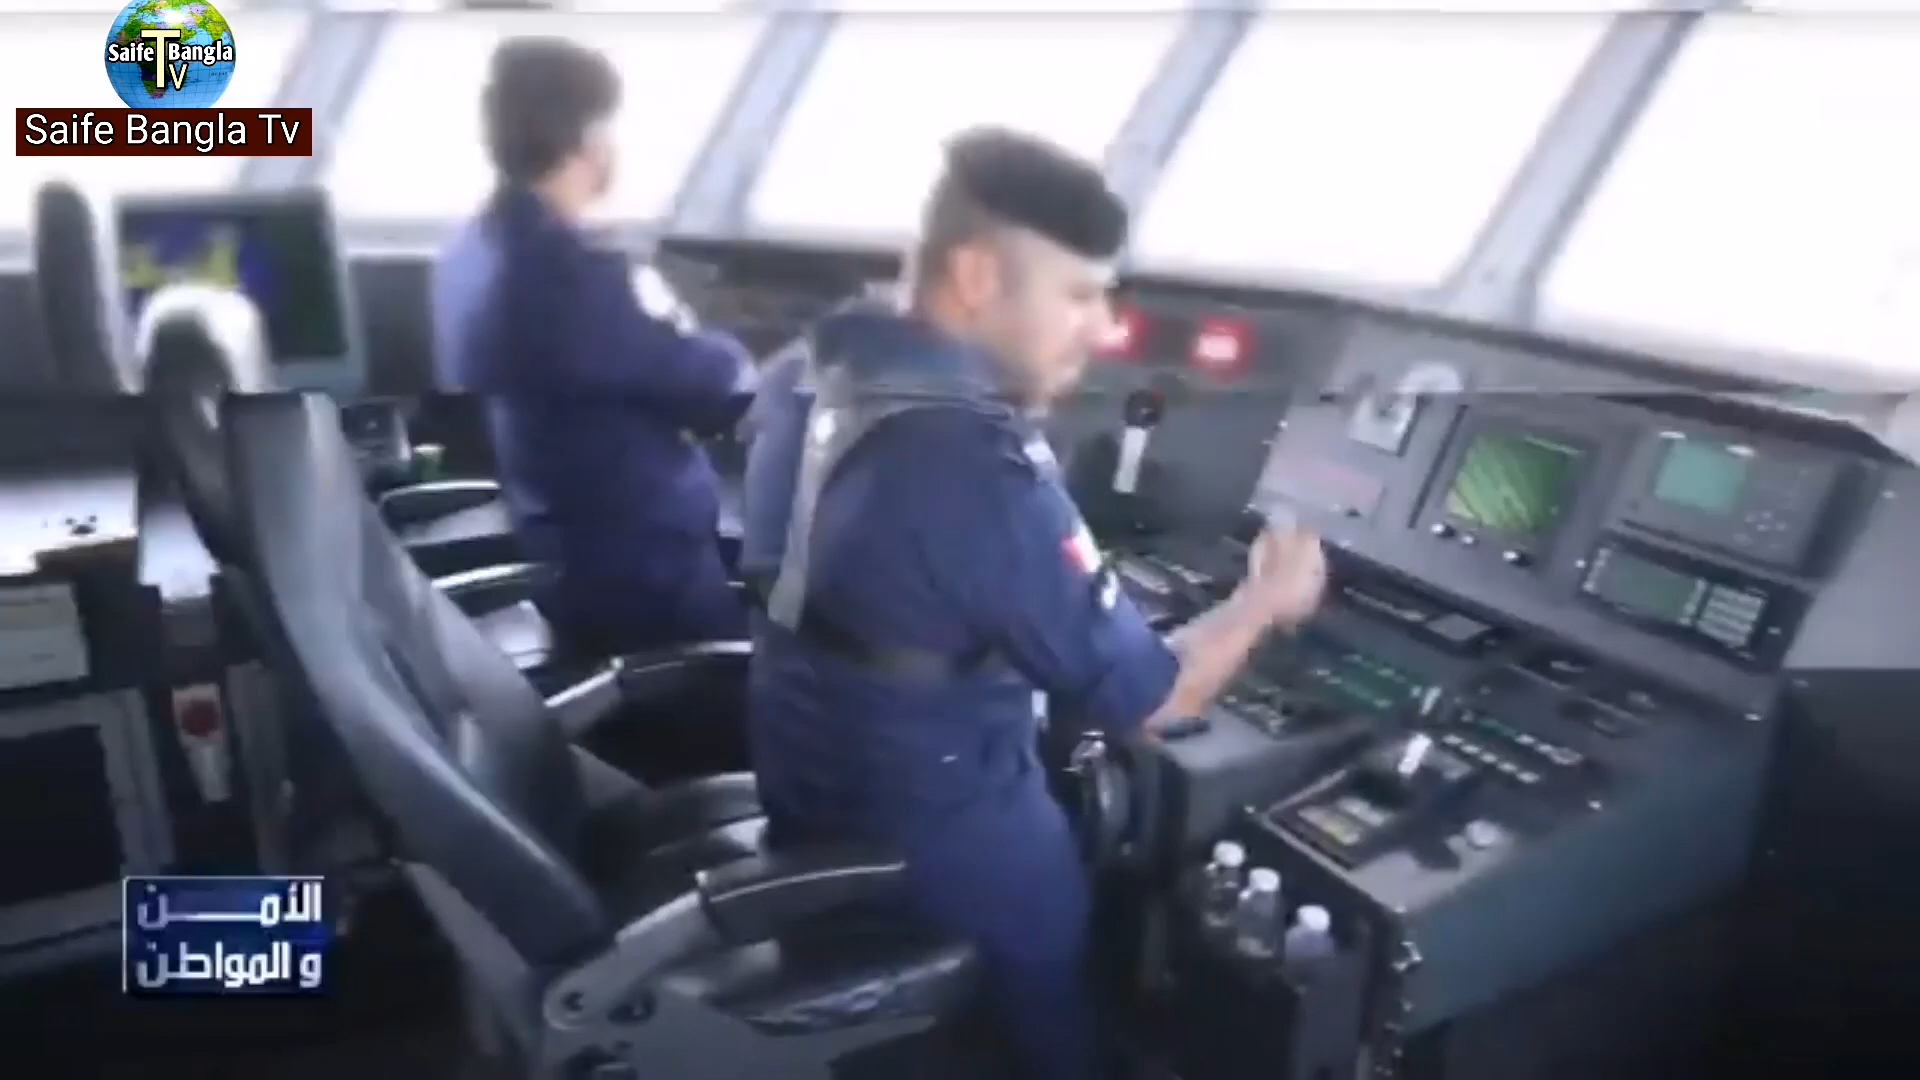 Saife Bangla
TV
Saife Bangla Tv
الأمن
و المواطن